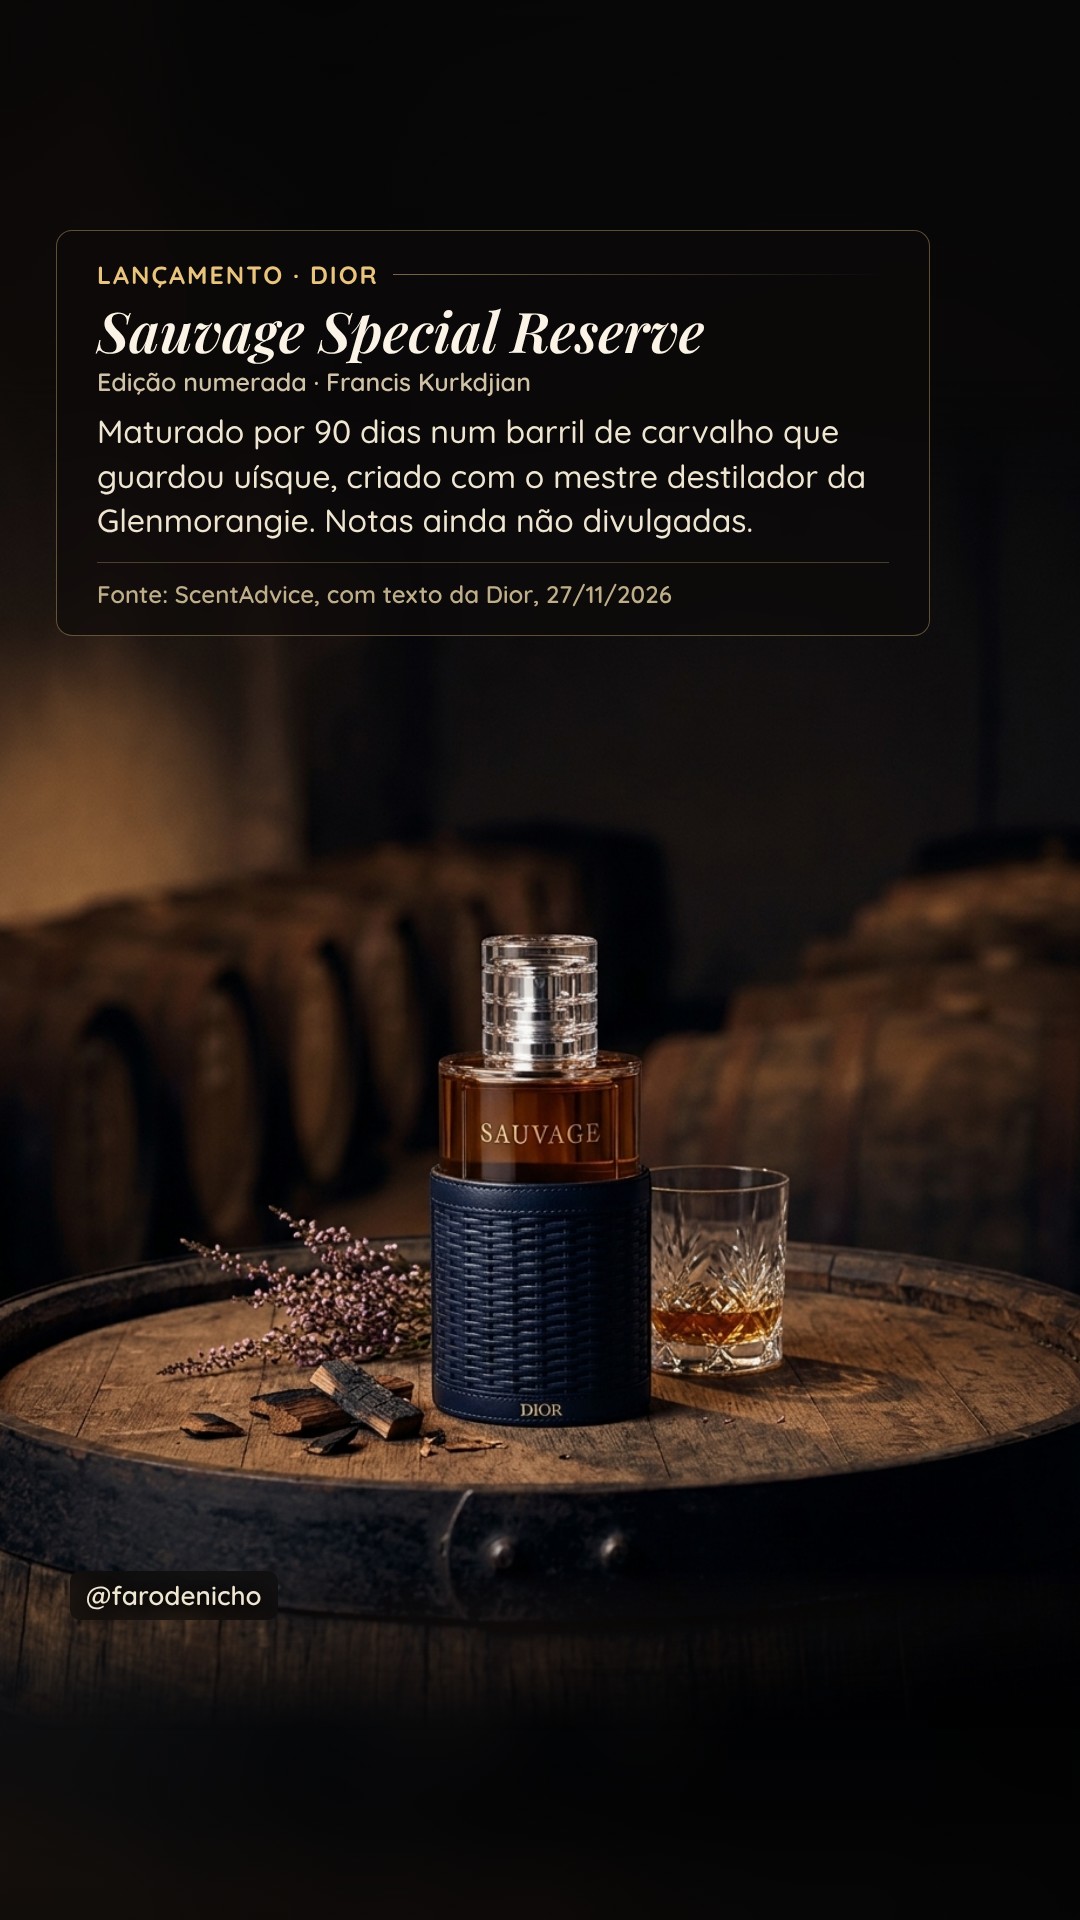 LANÇAMENTO · DIOR
Sauvage Special Reserve
Edição numerada · Francis Kurkdjian
Maturado por 90 dias num barril de carvalho que
guardou uísque, criado com o mestre destilador da
Glenmorangie. Notas ainda não divulgadas.
Fonte: ScentAdvice, com texto da Dior, 27/11/2026
SAUVAGE
DIOR
@farodenicho